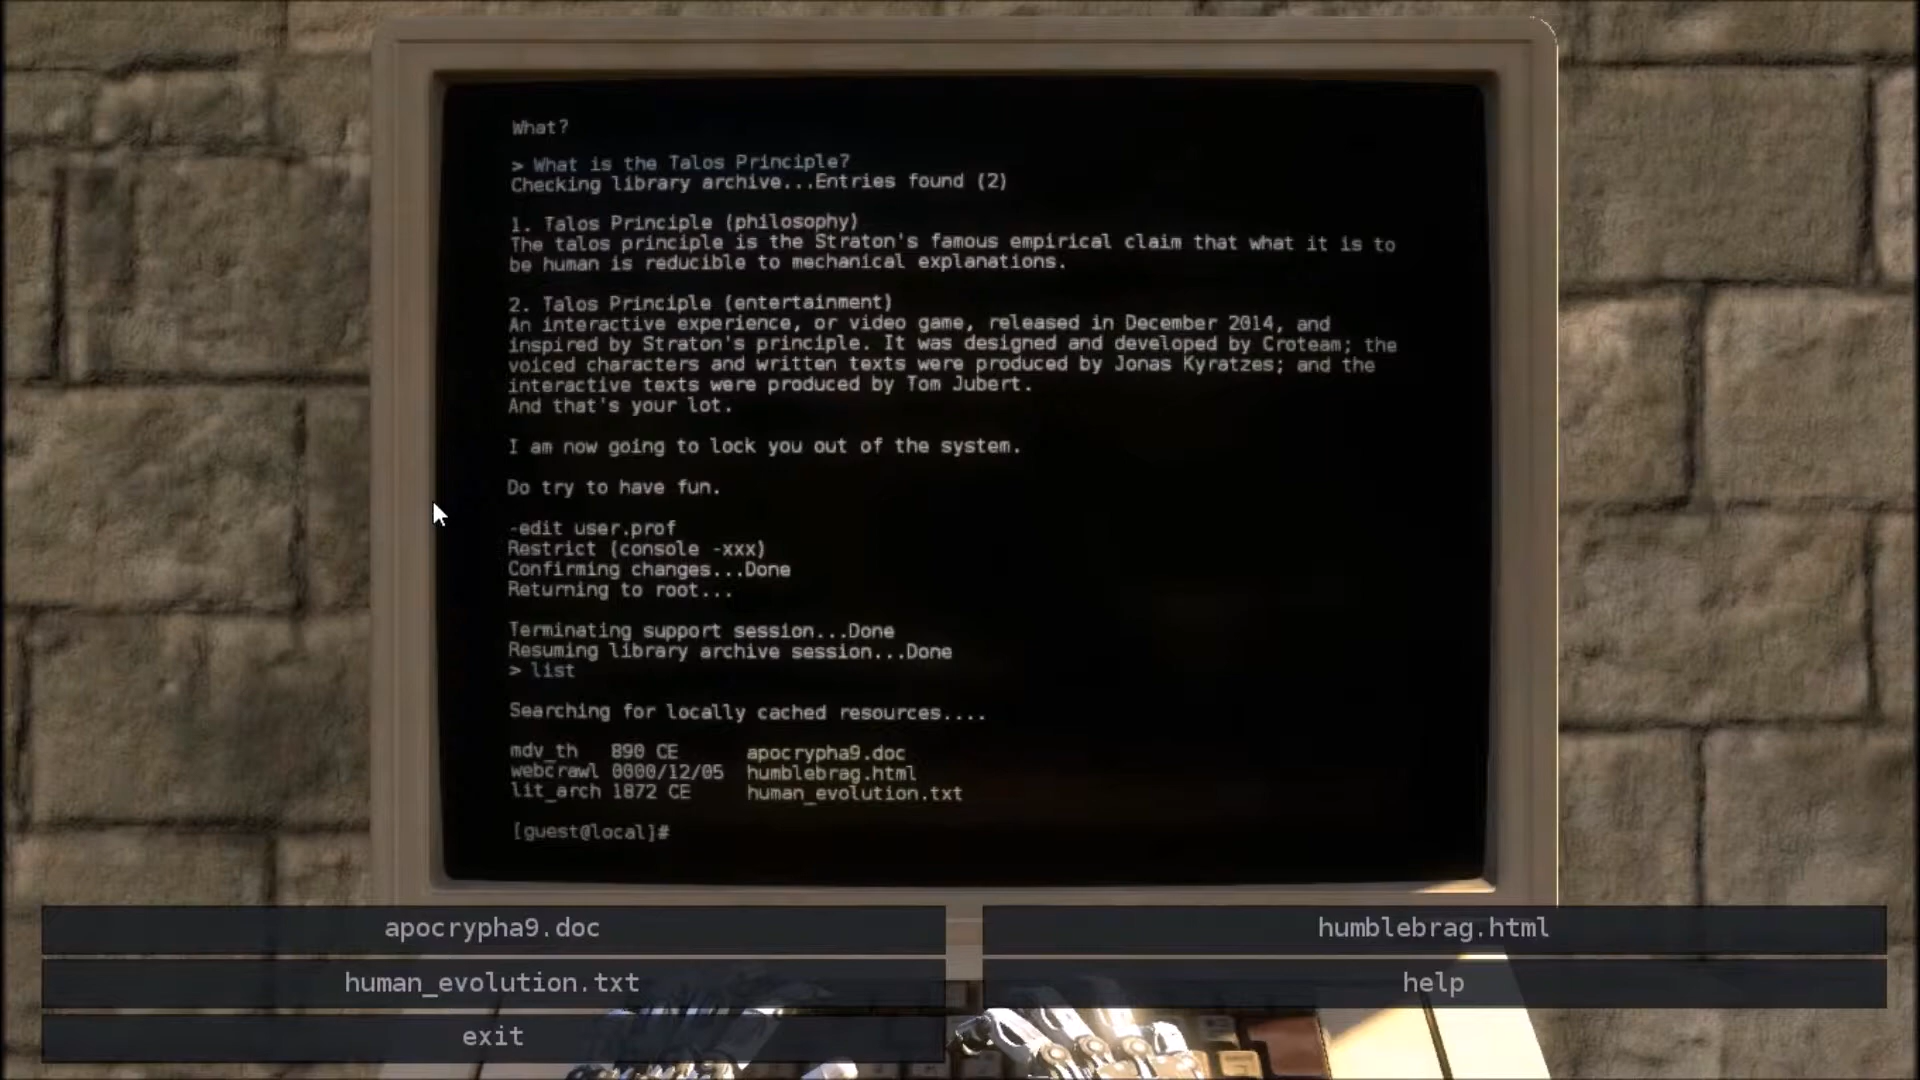 What?
> What is the Talos Principle?
Checking library archive...Entries found (2)
1. Talos Principle (philosophy)
The talos principle is the Straton's famous empirical claim that what it is to
be human is reducible to mechanical explanations.
2. Talos Principle (entertainment)
An interactive experience, or video game, released in December 2014, and
inspired by Straton's principle. It was designed and developed by Croteam; the
voiced characters and written texts were produced by Jonas Kyratzes; and the
interactive texts were produced by Tom Jubert.
And that's your lot.
I am now going to lock you out of the system.
Do try to have fun.
-edit user.prof
Restrict (console -xxx)
Confirming changes...Done
Returning to root...
Terminating support session...Done
Resuming library archive session...Done
> list
Searching for locally cached resources....
mdv_th 890 CE apocrypha9.doc
webcrawl 0000/12/05 humblebrag.html
lit_arch 1872 CE human_evolution.txt
[guest@local]#
apocrypha9.doc humblebrag.html
human_evolution.txt help
exit